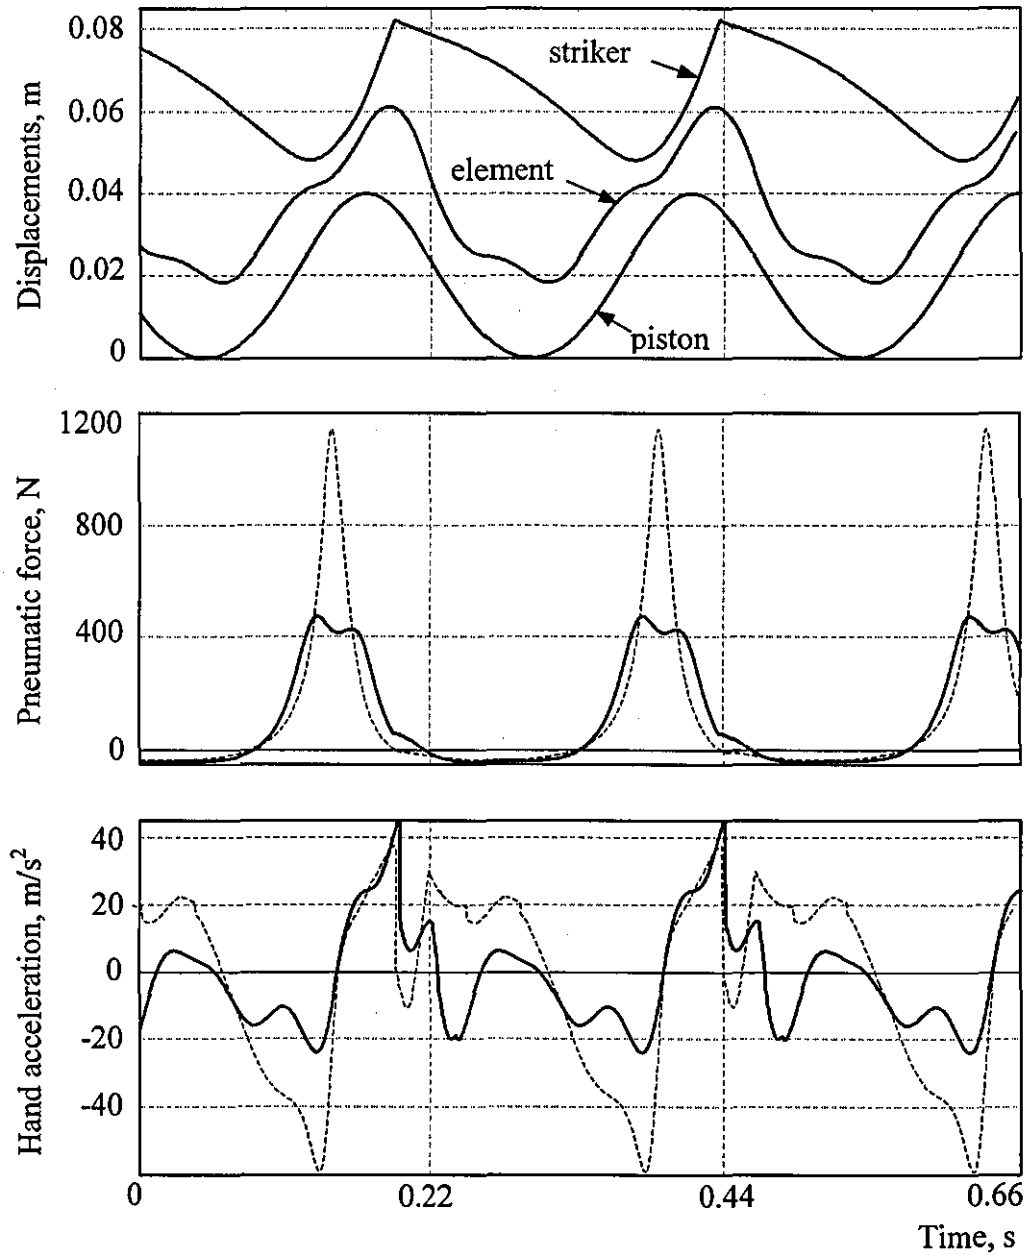 Displacements, m
0.08
0.06
0.04
0.02
0
striker
element
piston
Pneumatic force, N
1200
800
400
0
Hand acceleration, m/s²
40
20
0
-20
-40
0 0.22 0.44 0.66
Time, s